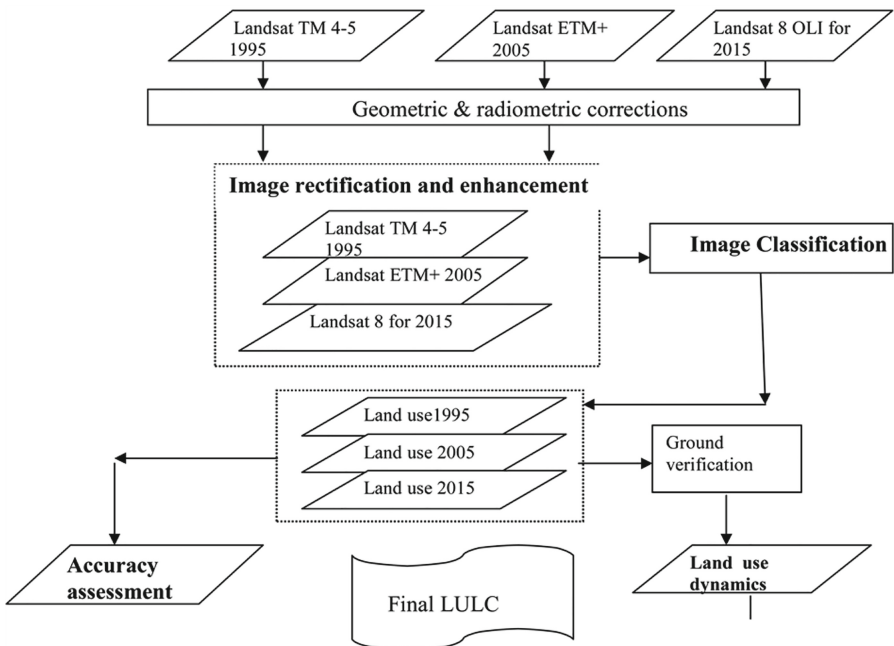 Landsat TM 4-5
1995
Landsat ETM+
2005
Landsat 8 OLI for
2015
Geometric & radiometric corrections
Image rectification and enhancement
Landsat TM 4-5
1995
Landsat ETM+ 2005
Landsat 8 for 2015
Image Classification
Land use1995
Land use 2005
Land use 2015
Ground
verification
Accuracy
assessment
Final LULC
Land use
dynamics